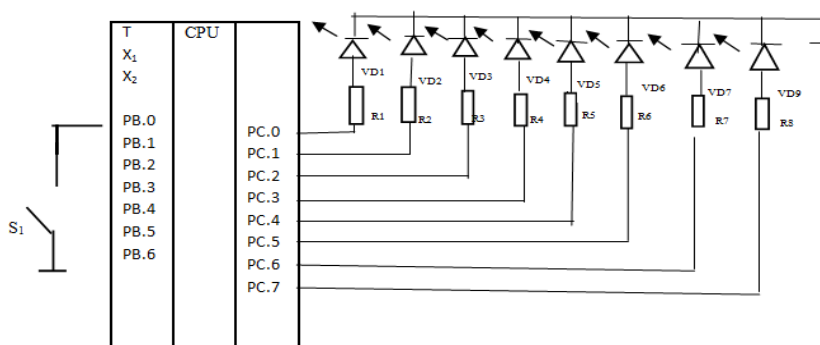 T CPU
X1
X2
VD1 VD2 VD3 VD4 VD5 VD6 VD7 VD9
R1 R2 R3 R4 R5 R6 R7 R8
PB.0
PB.1
PB.2
PB.3
PB.4
PB.5
PB.6
PC.0
PC.1
PC.2
PC.3
PC.4
PC.5
PC.6
PC.7
S1